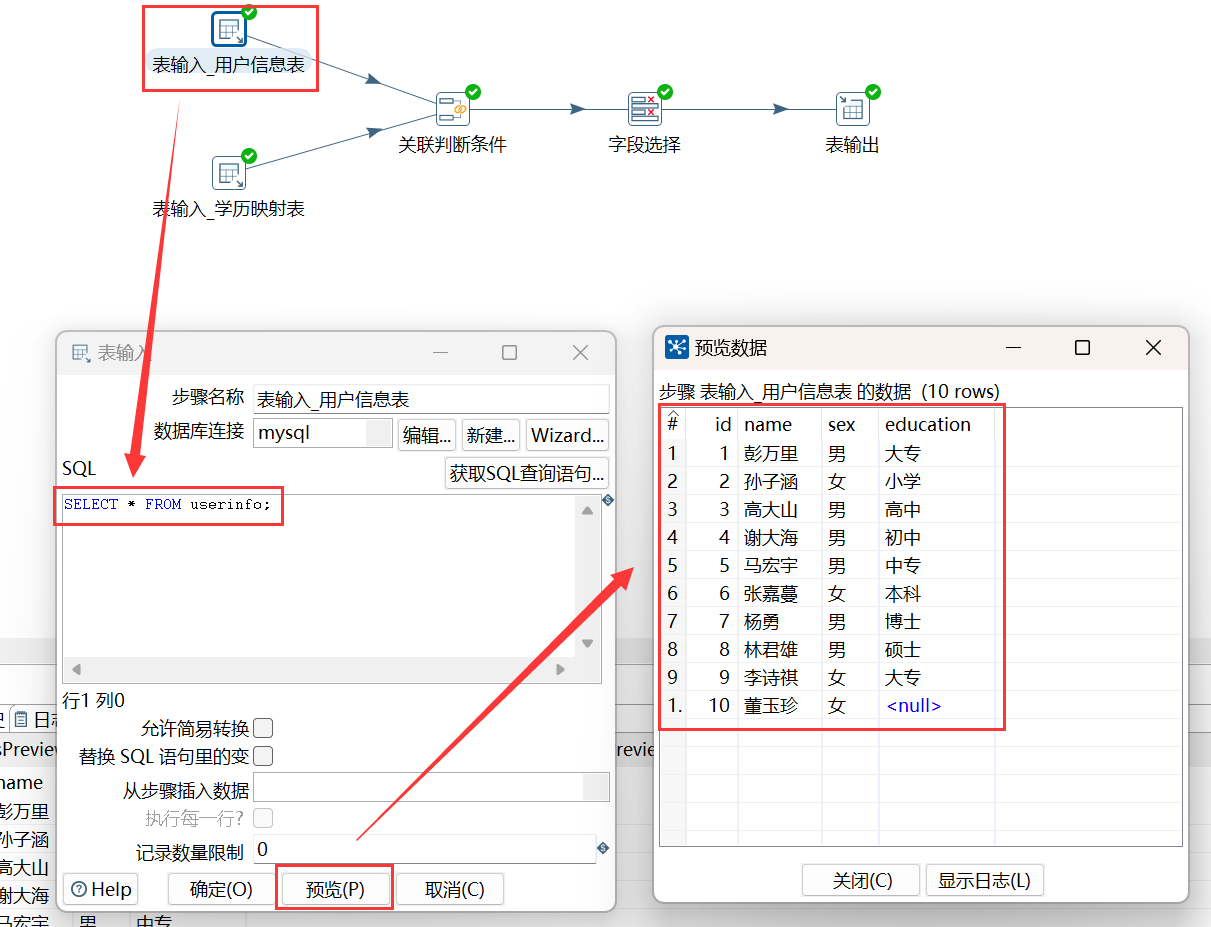 表输入_用户信息表
关联判断条件
字段选择
表输出
表输入_学历映射表
表输入
步骤名称 表输入_用户信息表
数据库连接 mysql 编辑... 新建... Wizard...
SQL 获取SQL查询语句...
SELECT * FROM userinfo;
行1 列0
允许简易转换
替换 SQL 语句里的变
从步骤插入数据
执行每一行?
记录数量限制 0
Help 确定(O) 预览(P) 取消(C)
预览数据
步骤 表输入_用户信息表 的数据 (10 rows)
# id name sex education
1 1 彭万里 男 大专
2 2 孙子涵 女 小学
3 3 高大山 男 高中
4 4 谢大海 男 初中
5 5 马宏宇 男 中专
6 6 张嘉蔓 女 本科
7 7 杨勇 男 博士
8 8 林君雄 男 硕士
9 9 李诗祺 女 大专
1. 10 董玉珍 女 <null>
关闭(C) 显示日志(L)
彭万里
孙子涵
高大山
谢大海
马宏宇 男 中专